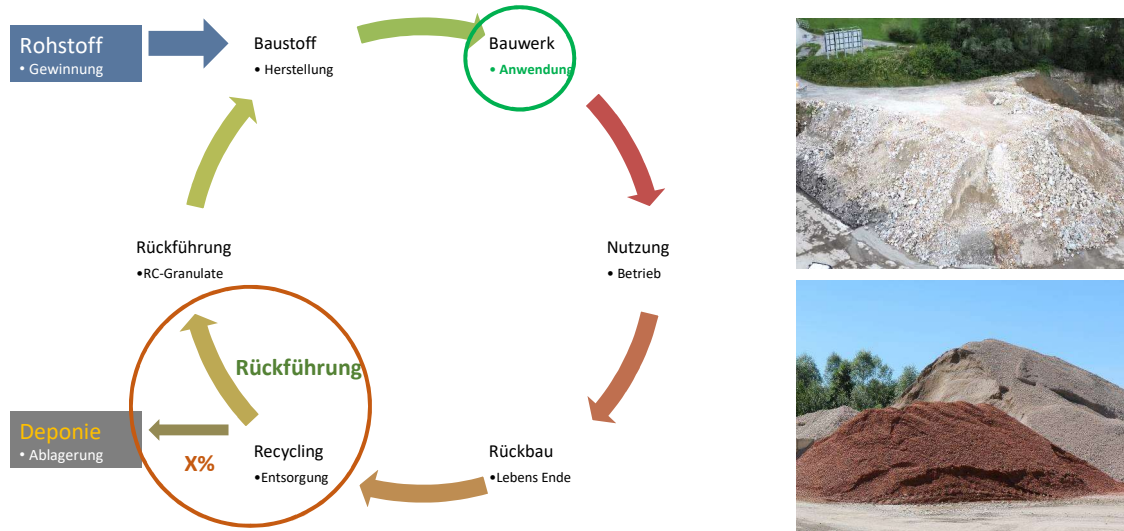 Rohstoff
• Gewinnung
Baustoff
• Herstellung
Bauwerk
• Anwendung
Nutzung
• Betrieb
Rückbau
•Lebens Ende
Recycling
•Entsorgung
X%
Deponie
• Ablagerung
Rückführung
Rückführung
•RC-Granulate